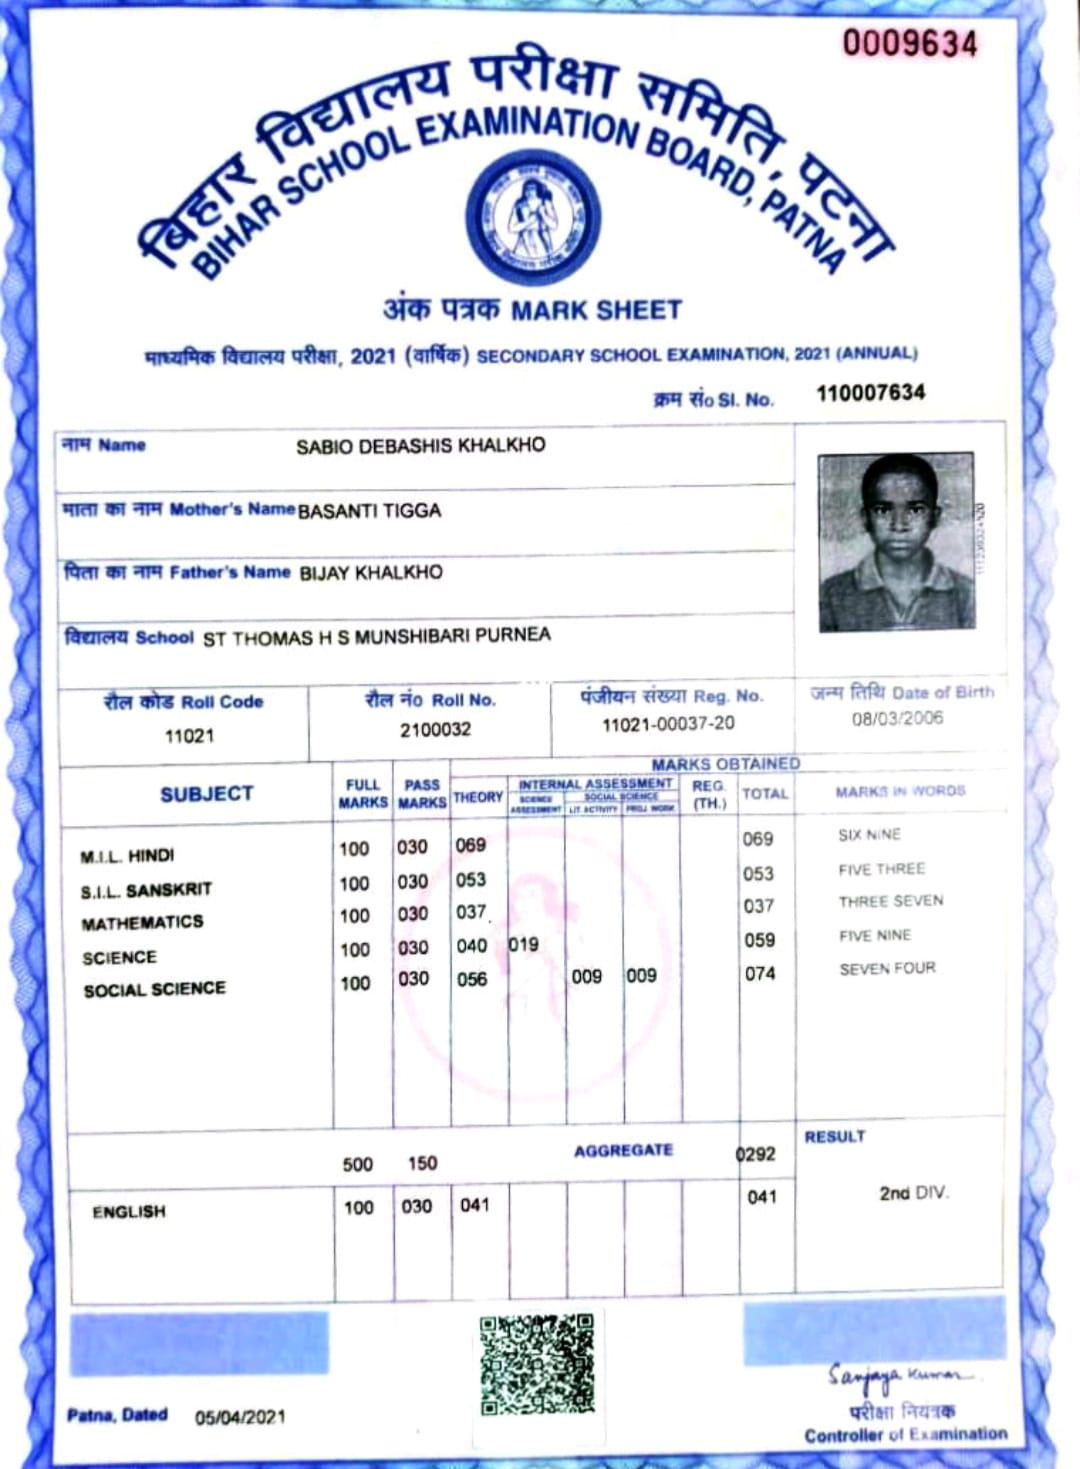 0009634
बिहार विद्यालय परीक्षा समिति, पटना
BIHAR SCHOOL EXAMINATION BOARD, PATNA
अंक पत्रक MARK SHEET
माध्यमिक विद्यालय परीक्षा, 2021 (वार्षिक) SECONDARY SCHOOL EXAMINATION, 2021 (ANNUAL)
क्रम सं० Sl. No. 110007634
नाम Name SABIO DEBASHIS KHALKHO
माता का नाम Mother's Name BASANTI TIGGA
पिता का नाम Father's Name BIJAY KHALKHO
विद्यालय School ST THOMAS H S MUNSHIBARI PURNEA
रौल कोड Roll Code रौल नं० Roll No. पंजीयन संख्या Reg. No. जन्म तिथि Date of Birth
11021 2100032 11021-00037-20 08/03/2006
MARKS OBTAINED
SUBJECT FULL MARKS PASS MARKS THEORY INTERNAL ASSESSMENT REG. (TH.) TOTAL MARKS IN WORDS
SCIENCE ASSESSMENT SOCIAL SCIENCE LIT. ACTIVITY PROJ. WORK
M.I.L. HINDI 100 030 069 069 SIX NINE
S.I.L. SANSKRIT 100 030 053 053 FIVE THREE
MATHEMATICS 100 030 037 037 THREE SEVEN
SCIENCE 100 030 040 019 059 FIVE NINE
SOCIAL SCIENCE 100 030 056 009 009 074 SEVEN FOUR
500 150 AGGREGATE 0292 RESULT
2nd DIV.
ENGLISH 100 030 041 041
Sanjaya Kumar
Patna, Dated 05/04/2021
परीक्षा नियंत्रक
Controller of Examination